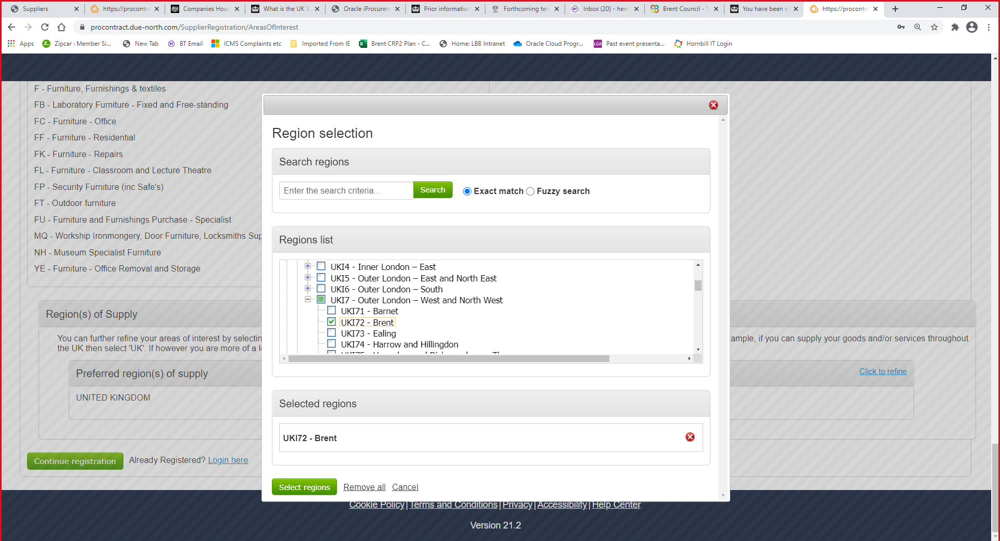 Suppliers
https://procontra
Companies Hous
What is the UK V
Oracle iProcurem
Prior information
Forthcoming ten
Inbox (20) - henr
Brent Council - T
You have been s
https://procontra
procontract.due-north.com/SupplierRegistration/AreasOfInterest
Apps
Zipcar : Member Si...
New Tab
BT Email
ICMS Complaints etc
Imported From IE
Brent CRP2 Plan - C...
Home: LBB Intranet
Oracle Cloud Progr...
LGA
Past event presenta...
Hornbill IT Login
F - Furniture, Furnishings & textiles
FB - Laboratory Furniture - Fixed and Free-standing
FC - Furniture - Office
FF - Furniture - Residential
FK - Furniture - Repairs
FL - Furniture - Classroom and Lecture Theatre
FP - Security Furniture (inc Safe's)
FT - Outdoor furniture
FU - Furniture and Furnishings Purchase - Specialist
MQ - Workship Ironmongery, Door Furniture, Locksmiths Sup
NH - Museum Specialist Furniture
YE - Furniture - Office Removal and Storage
Region(s) of Supply
You can further refine your areas of interest by selectin
ample, if you can supply your goods and/or services throughout
the UK then select 'UK'. If however you are more of a lo
Preferred region(s) of supply
Click to refine
UNITED KINGDOM
Continue registration
Already Registered? Login here
Region selection
Search regions
Enter the search criteria...
Search
Exact match
Fuzzy search
Regions list
UKI4 - Inner London – East
UKI5 - Outer London – East and North East
UKI6 - Outer London – South
UKI7 - Outer London – West and North West
UKI71 - Barnet
UKI72 - Brent
UKI73 - Ealing
UKI74 - Harrow and Hillingdon
Selected regions
UKI72 - Brent
Select regions
Remove all
Cancel
Cookie Policy | Terms and Conditions | Privacy | Accessibility | Help Center
Version 21.2